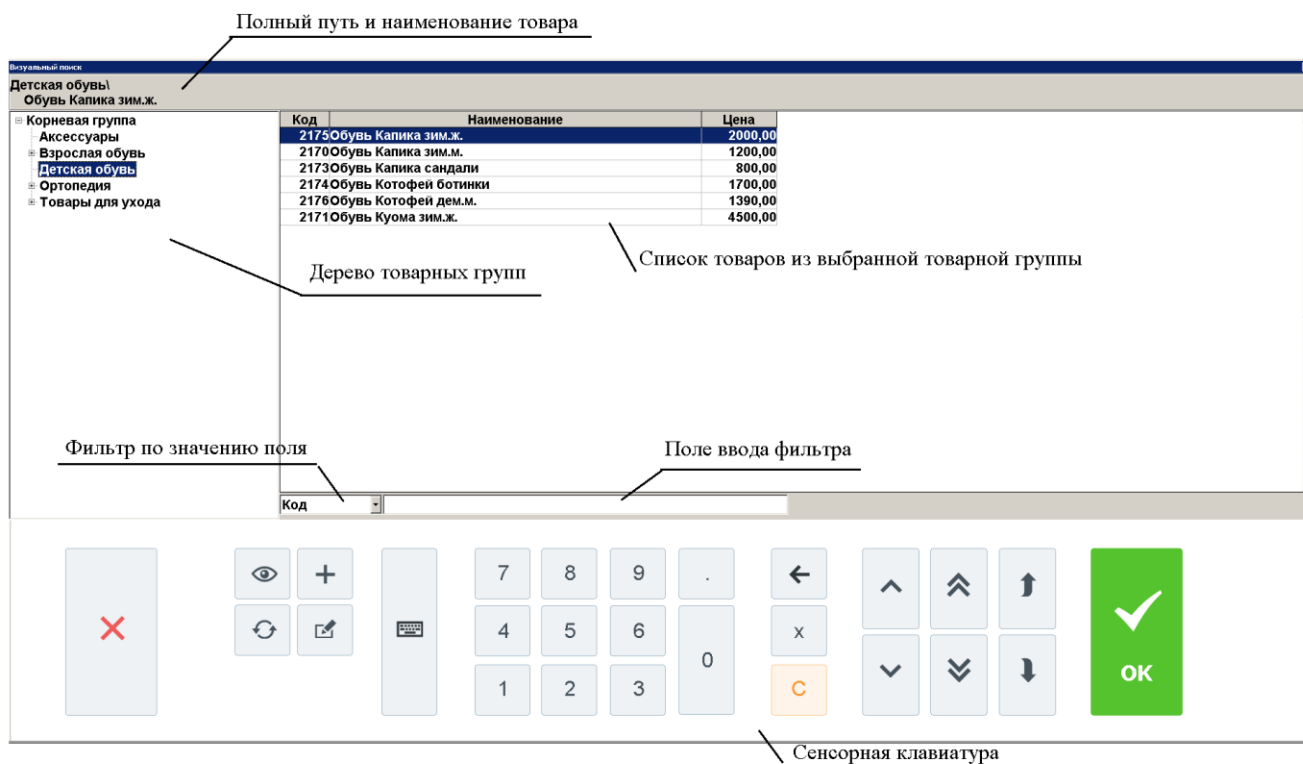 Полный путь и наименование товара
Визуальный поиск
Детская обувь\
Обувь Капика зим.ж.
Корневая группа
Аксессуары
Взрослая обувь
Детская обувь
Ортопедия
Товары для ухода
Код Наименование Цена
2175 Обувь Капика зим.ж. 2000,00
2170 Обувь Капика зим.м. 1200,00
2173 Обувь Капика сандали 800,00
2174 Обувь Котофей ботинки 1700,00
2176 Обувь Котофей дем.м. 1390,00
2171 Обувь Куома зим.ж. 4500,00
Список товаров из выбранной товарной группы
Дерево товарных групп
Фильтр по значению поля
Поле ввода фильтра
Код
7 8 9 .
4 5 6 x
0
1 2 3 C
ОК
Сенсорная клавиатура